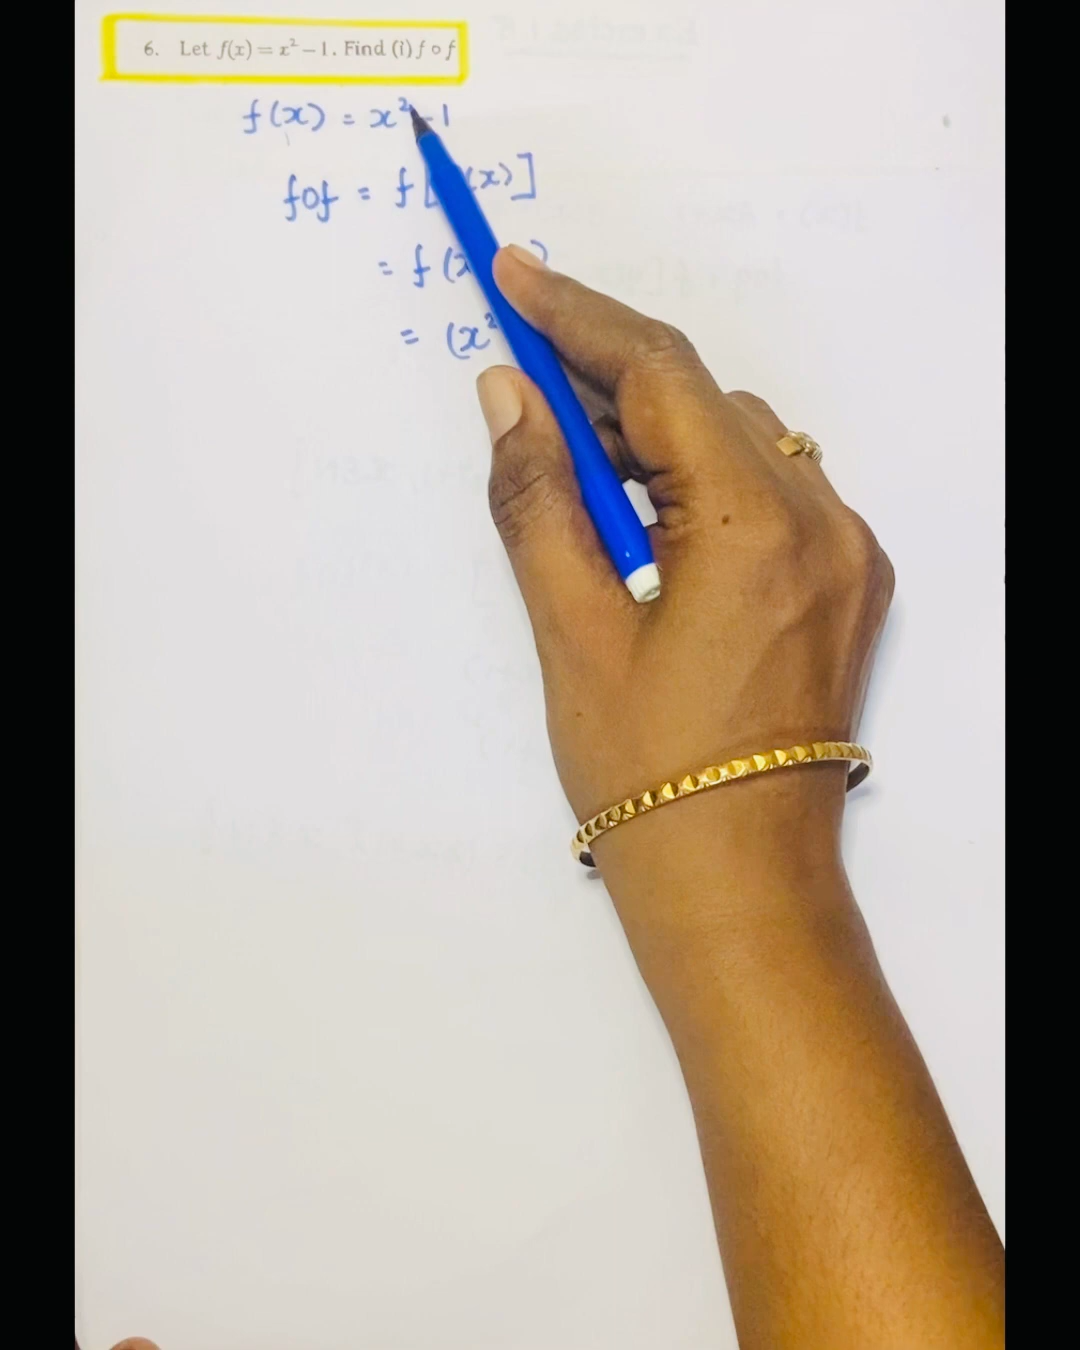 6. Let f(x) = x² – 1. Find (i) f o f
f(x) = x² - 1
fof = f[ (x)]
= f(x )
= (x²